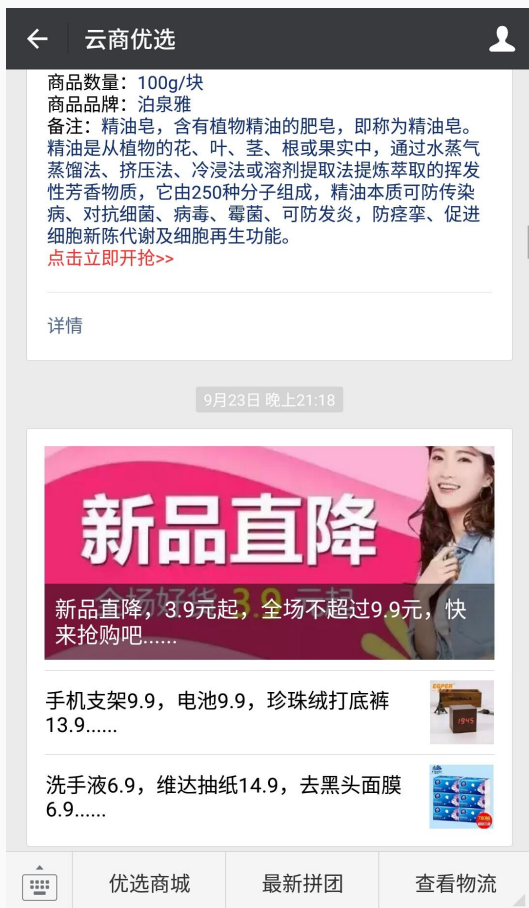 云商优选
商品数量：100g/块
商品品牌：泊泉雅
备注：精油皂，含有植物精油的肥皂，即称为精油皂。
精油是从植物的花、叶、茎、根或果实中，通过水蒸气
蒸馏法、挤压法、冷浸法或溶剂提取法提炼萃取的挥发
性芳香物质，它由250种分子组成，精油本质可防传染
病、对抗细菌、病毒、霉菌、可防发炎，防痉挛、促进
细胞新陈代谢及细胞再生功能。
点击立即开抢>>
详情
9月23日 晚上21:18
新品直降
全场好货 3.9 元起
新品直降，3.9元起，全场不超过9.9元，快
来抢购吧......
手机支架9.9，电池9.9，珍珠绒打底裤
13.9......
1945
洗手液6.9，维达抽纸14.9，去黑头面膜
6.9......
优选商城
最新拼团
查看物流